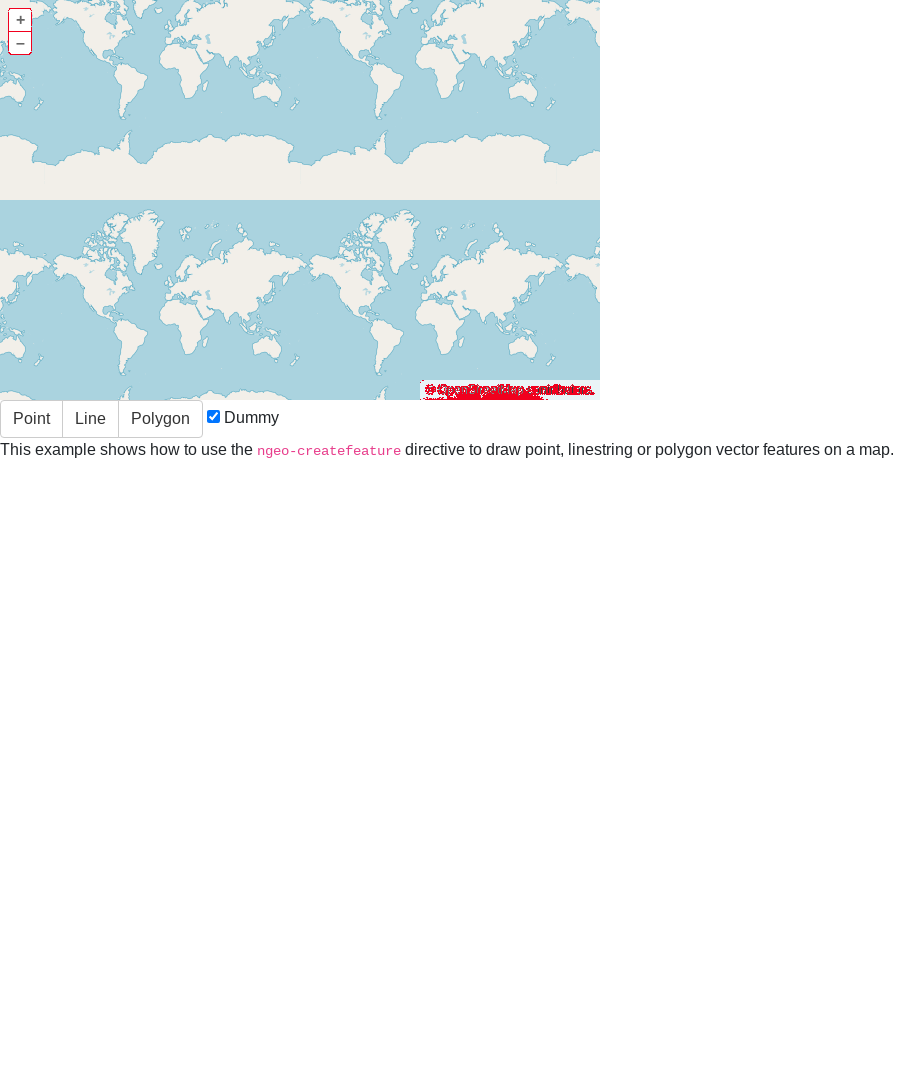 +
−
Point Line Polygon Dummy
This example shows how to use the ngeo-createfeature directive to draw point, linestring or polygon vector features on a map.